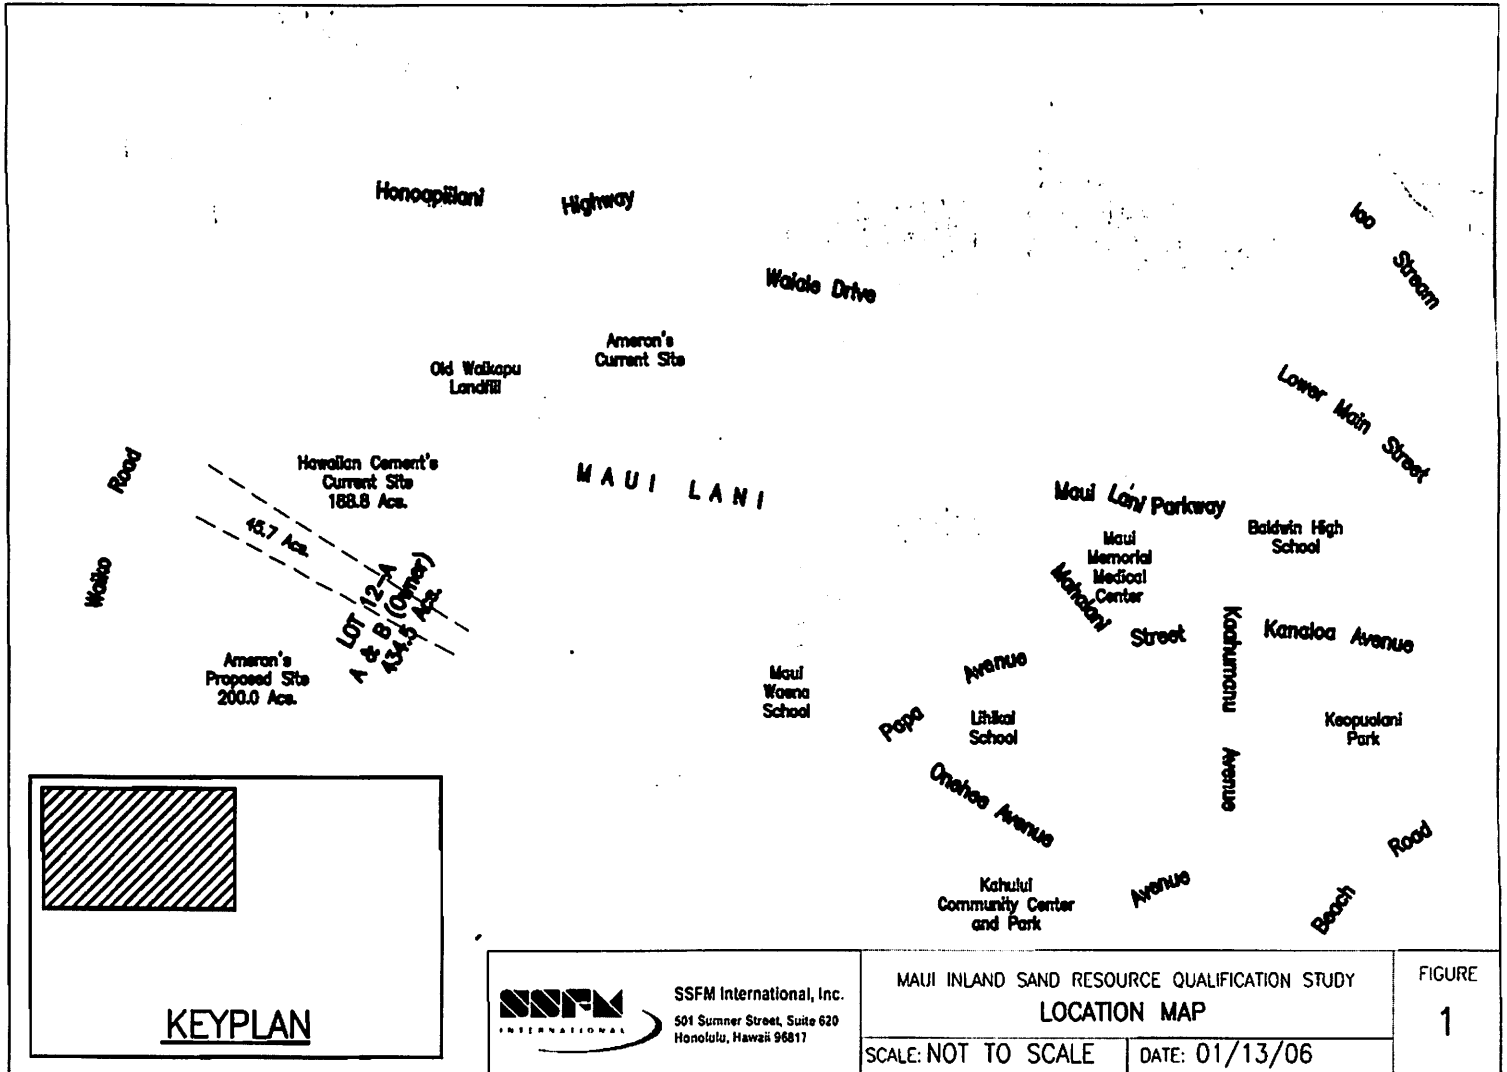 Honoapiilani Highway
Iao Stream
Waiale Drive
Ameron's
Current Site
Old Waikapu
Landfill
Lower Main Street
Waiko Road
Hawaiian Cement's
Current Site
188.8 Acs.
MAUI LANI
45.7 Acs.
LOT 12-A
A & B (Owner)
434.5 Acs.
Ameron's
Proposed Site
200.0 Acs.
Maui Lani Parkway
Baldwin High
School
Maui
Memorial
Medical
Center
Mahalani Street
Kaahumanu Avenue
Kanaloa Avenue
Maui
Waena
School
Papa Avenue
Lihikai
School
Keopuolani
Park
Onehee Avenue
Avenue
Kahului
Community Center
and Park
Beach Road
KEYPLAN
SSFM
INTERNATIONAL
SSFM International, Inc.
501 Sumner Street, Suite 620
Honolulu, Hawaii 96817
MAUI INLAND SAND RESOURCE QUALIFICATION STUDY
LOCATION MAP
SCALE: NOT TO SCALE
DATE: 01/13/06
FIGURE
1